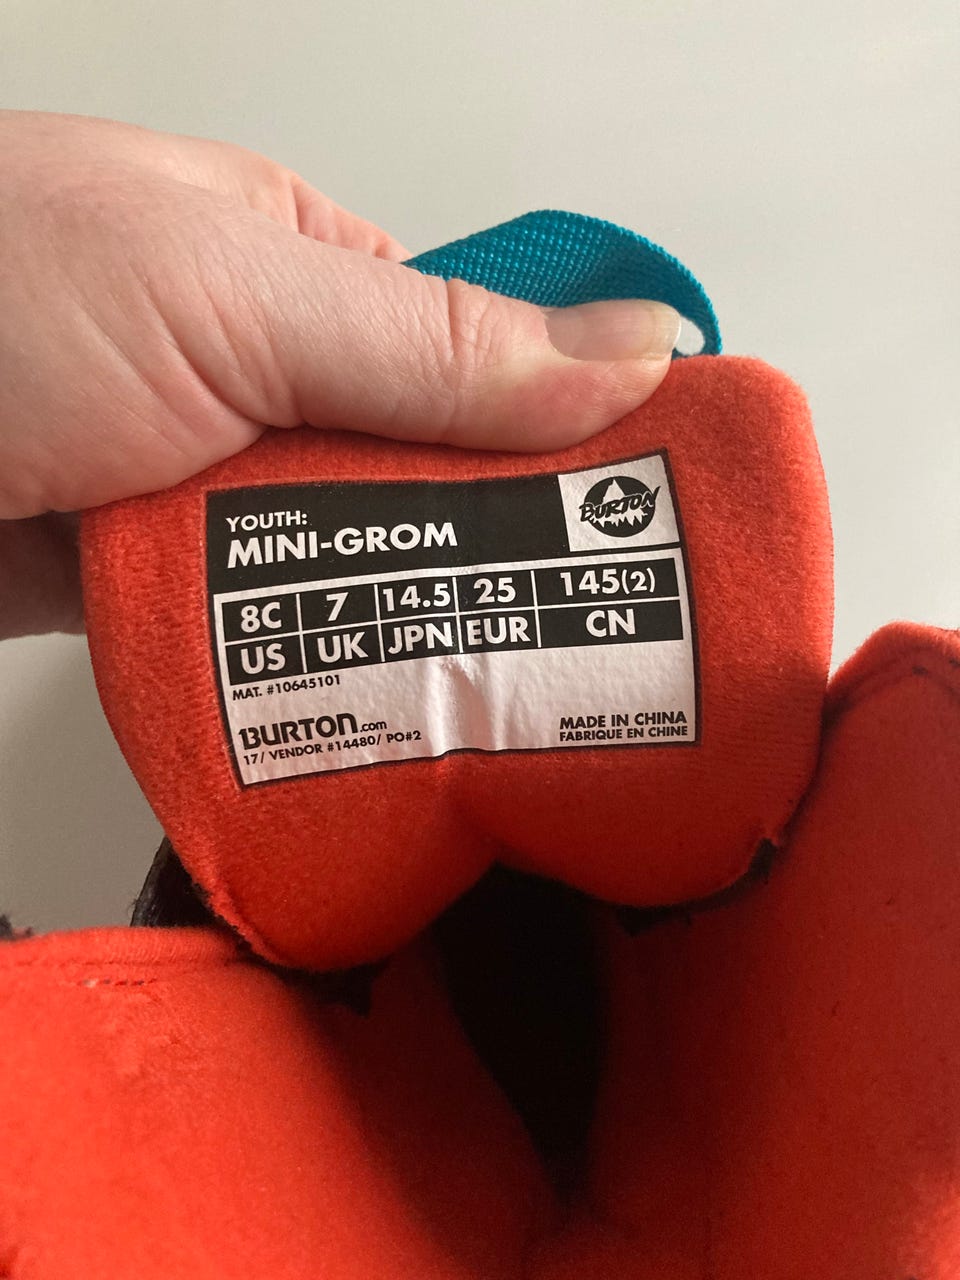 YOUTH:
MINI-GROM
BURTON
8C 7 14.5 25 145(2)
US UK JPN EUR CN
MAT. #10645101
BURTON.com
17/ VENDOR #14480/ PO#2
MADE IN CHINA
FABRIQUE EN CHINE